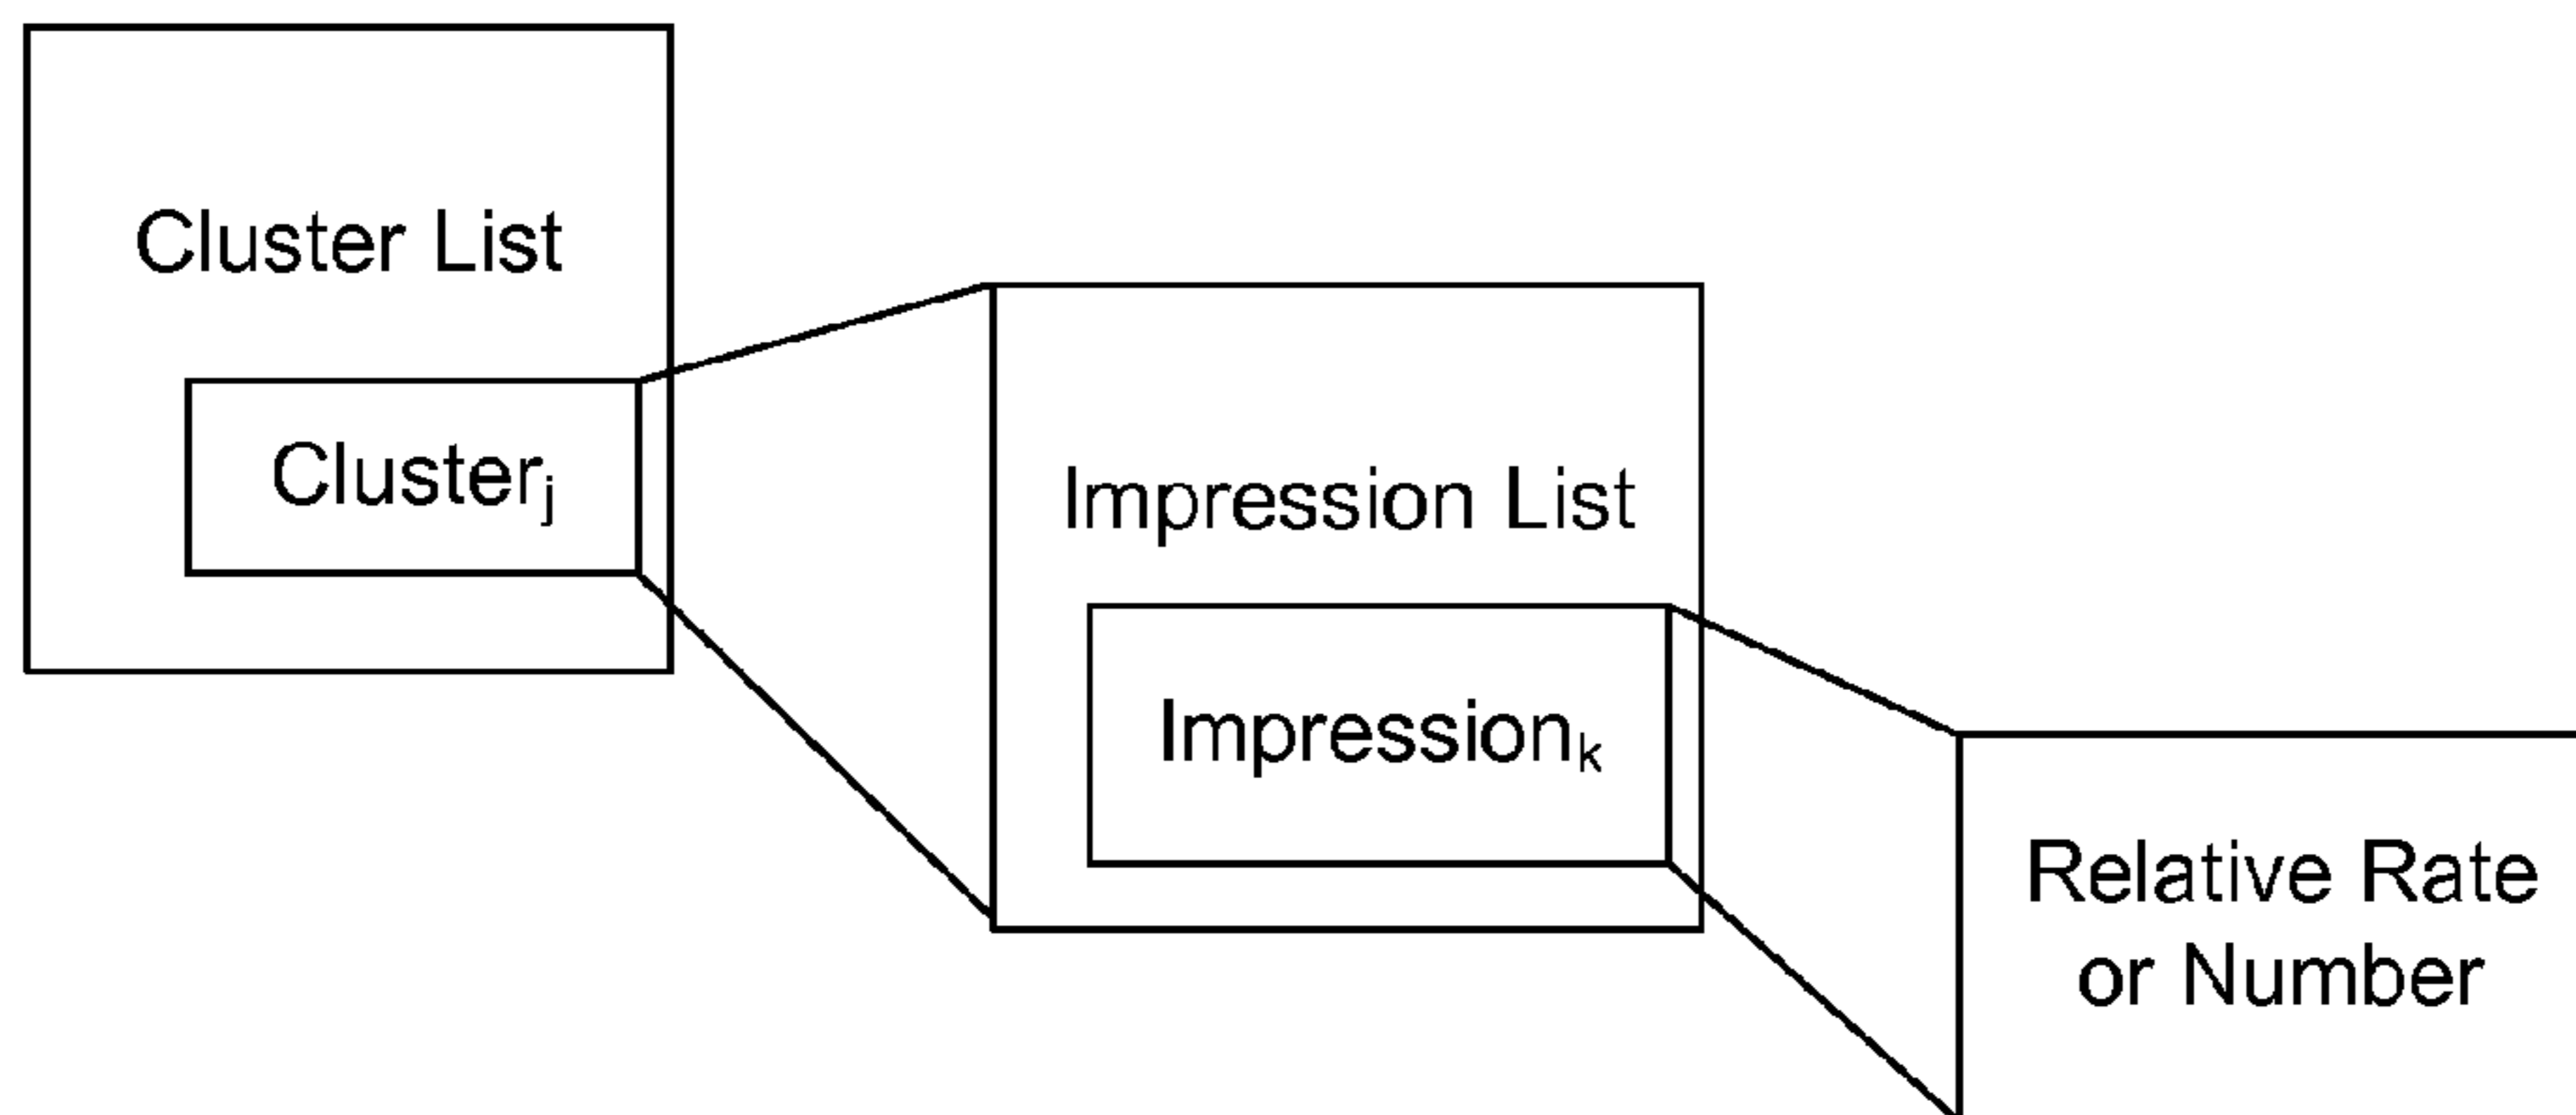 Cluster List
Clusterj
Impression List
Impressionk
Relative Rate
or Number